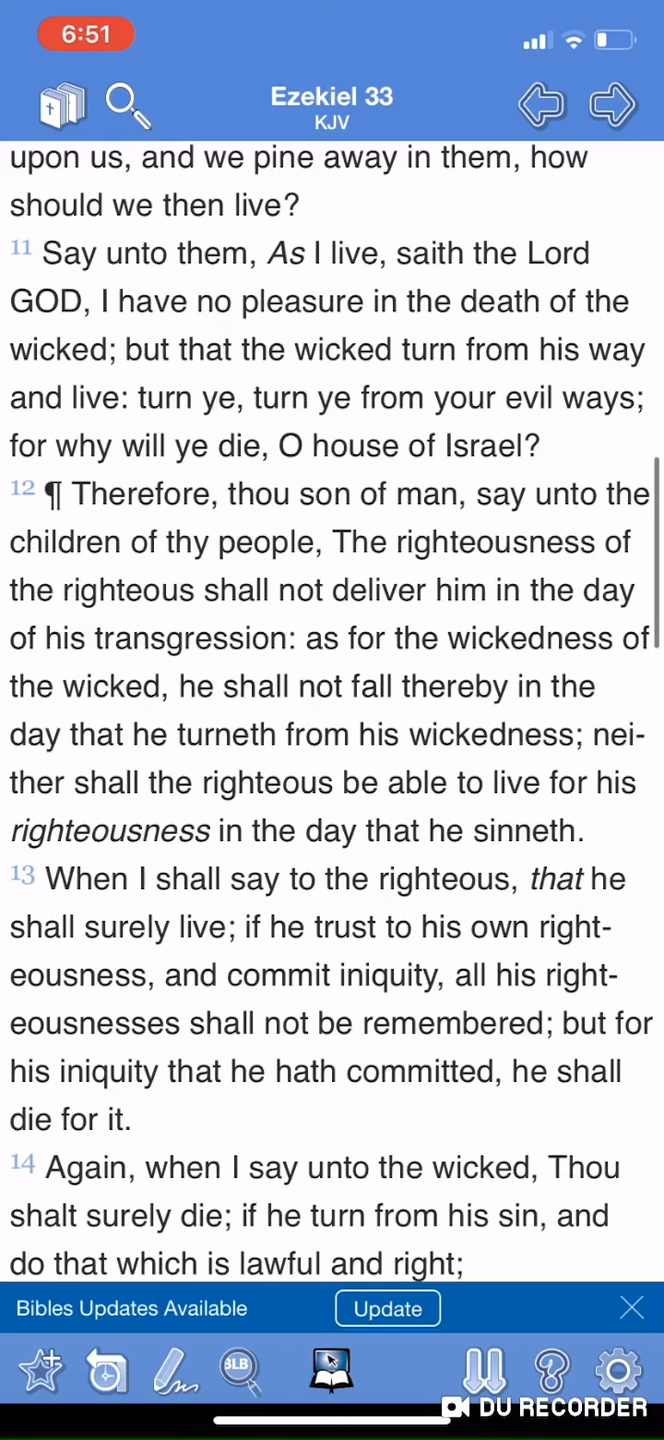 6:51
Ezekiel 33
KJV
upon us, and we pine away in them, how
should we then live?
11 Say unto them, As I live, saith the Lord
GOD, I have no pleasure in the death of the
wicked; but that the wicked turn from his way
and live: turn ye, turn ye from your evil ways;
for why will ye die, O house of Israel?
12 ¶ Therefore, thou son of man, say unto the
children of thy people, The righteousness of
the righteous shall not deliver him in the day
of his transgression: as for the wickedness of
the wicked, he shall not fall thereby in the
day that he turneth from his wickedness; nei-
ther shall the righteous be able to live for his
righteousness in the day that he sinneth.
13 When I shall say to the righteous, that he
shall surely live; if he trust to his own right-
eousness, and commit iniquity, all his right-
eousnesses shall not be remembered; but for
his iniquity that he hath committed, he shall
die for it.
14 Again, when I say unto the wicked, Thou
shalt surely die; if he turn from his sin, and
do that which is lawful and right;
Bibles Updates Available Update
BLB
DU RECORDER